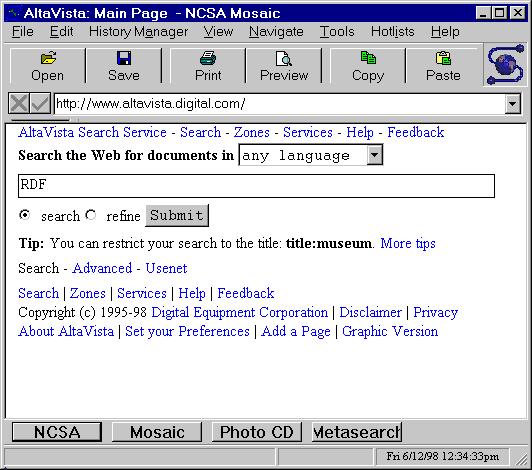 AltaVista: Main Page - NCSA Mosaic
File Edit History Manager View Navigate Tools Hotlists Help
Open Save Print Preview Copy Paste
http://www.altavista.digital.com/
AltaVista Search Service - Search - Zones - Services - Help - Feedback
Search the Web for documents in any language
RDF
search refine Submit
Tip: You can restrict your search to the title: title:museum. More tips
Search - Advanced - Usenet
Search | Zones | Services | Help | Feedback
Copyright (c) 1995-98 Digital Equipment Corporation | Disclaimer | Privacy
About AltaVista | Set your Preferences | Add a Page | Graphic Version
NCSA Mosaic Photo CD Metasearch
Fri 6/12/98 12:34:33pm